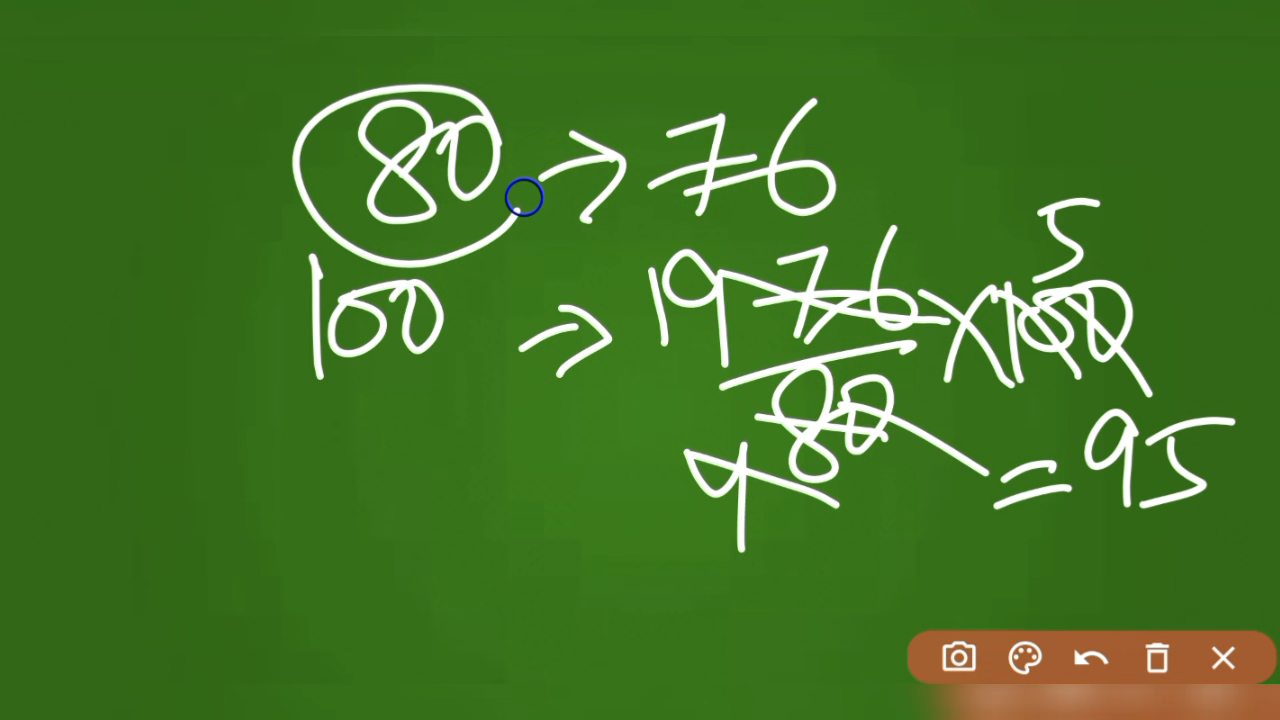 80 → 76
5
100 → 19 76 × 100
80
4 = 95